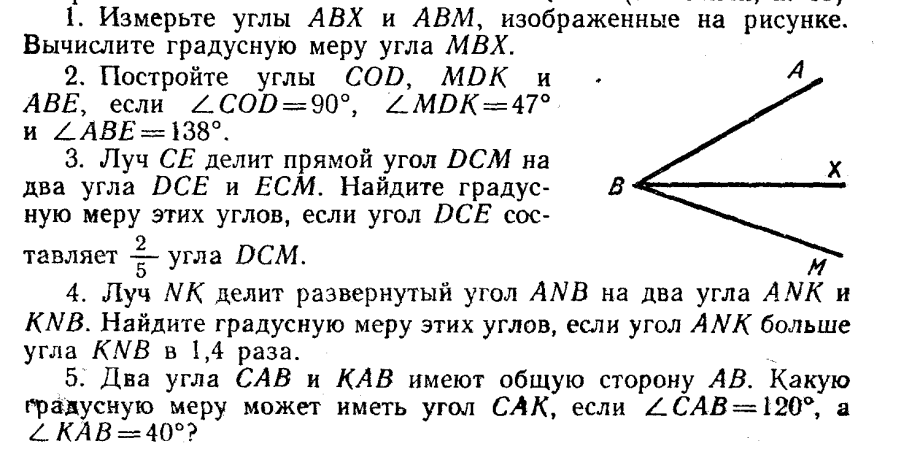 1. Измерьте углы ABX и ABM, изображенные на рисунке.
Вычислите градусную меру угла MBX.
2. Постройте углы COD, MDK и
ABE, если ∠COD=90°, ∠MDK=47°
и ∠ABE=138°.
3. Луч CE делит прямой угол DCM на
два угла DCE и ECM. Найдите градус-
ную меру этих углов, если угол DCE сос-
тавляет 2/5 угла DCM.
A
B
X
M
4. Луч NK делит развернутый угол ANB на два угла ANK и
KNB. Найдите градусную меру этих углов, если угол ANK больше
угла KNB в 1,4 раза.
5. Два угла CAB и KAB имеют общую сторону AB. Какую
градусную меру может иметь угол CAK, если ∠CAB=120°, а
∠KAB=40°?